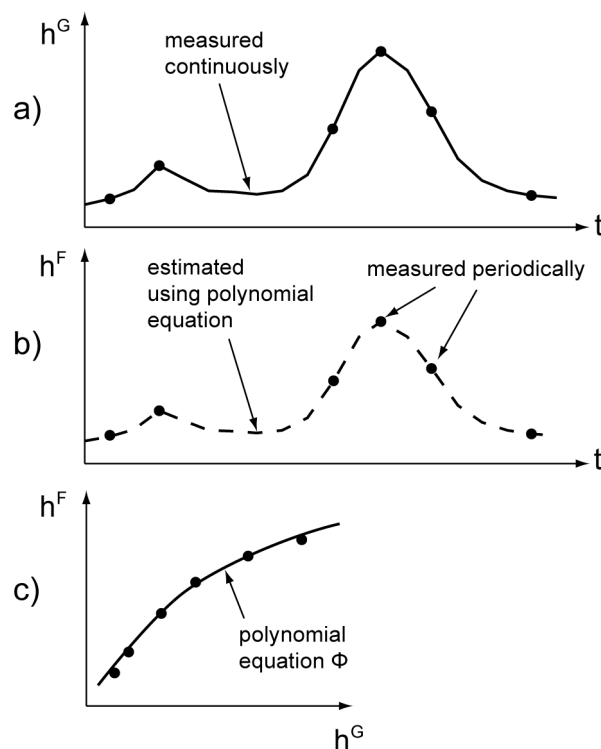 h^G
measured
continuously
a)
t
h^F
estimated
using polynomial
equation
measured periodically
b)
t
h^F
c)
polynomial
equation Φ
h^G